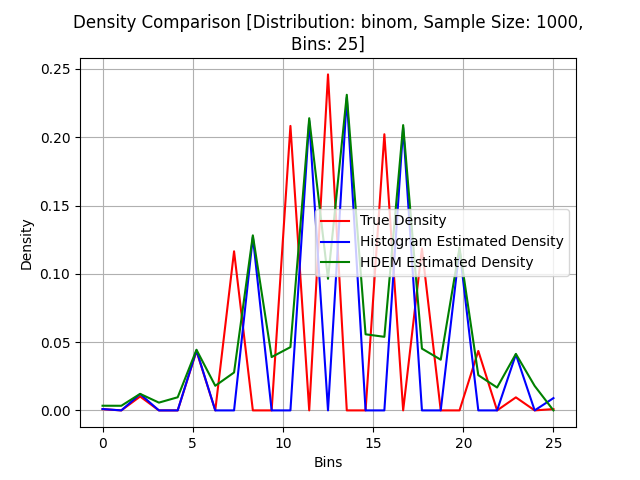 Density Comparison [Distribution: binom, Sample Size: 1000,
Bins: 25]
0.25
0.20
0.15
0.10
0.05
0.00
Density
True Density
Histogram Estimated Density
HDEM Estimated Density
0 5 10 15 20 25
Bins